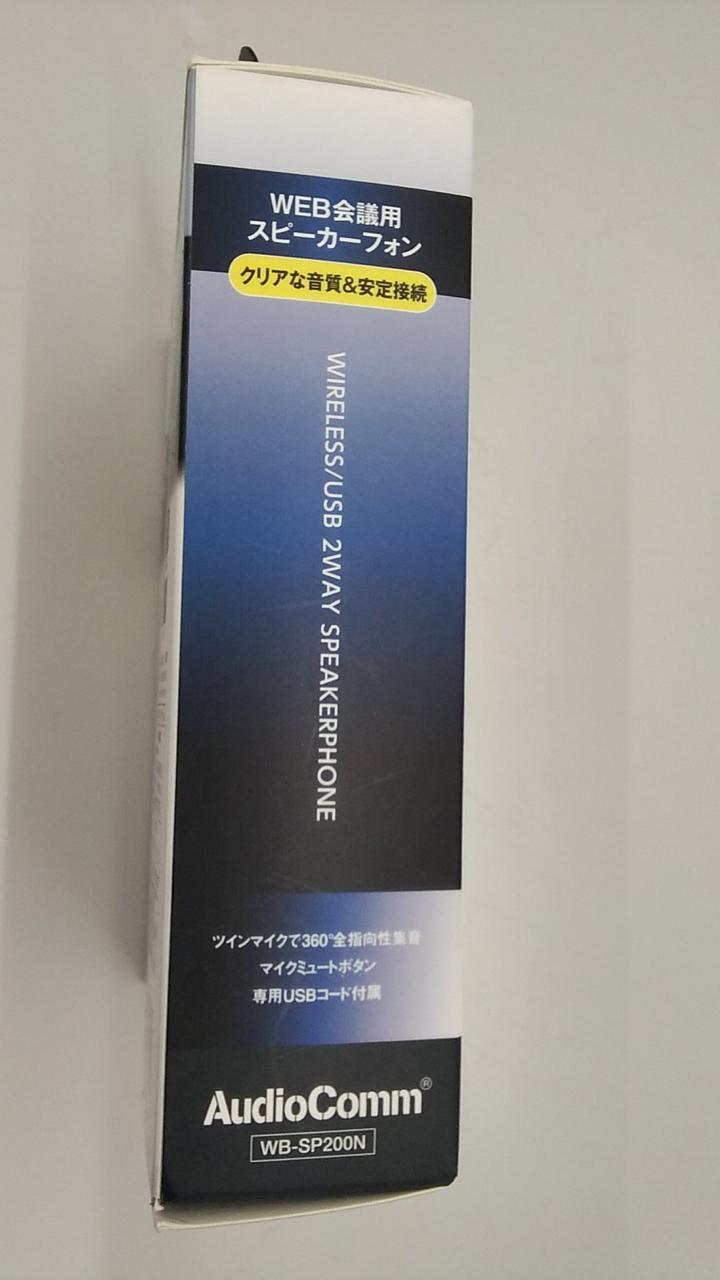 WEB会議用
スピーカーフォン
クリアな音質&安定接続
WIRELESS/USB 2WAY SPEAKERPHONE
ツインマイクで360°全指向性集音
マイクミュートボタン
専用USBコード付属
AudioComm®
WB-SP200N